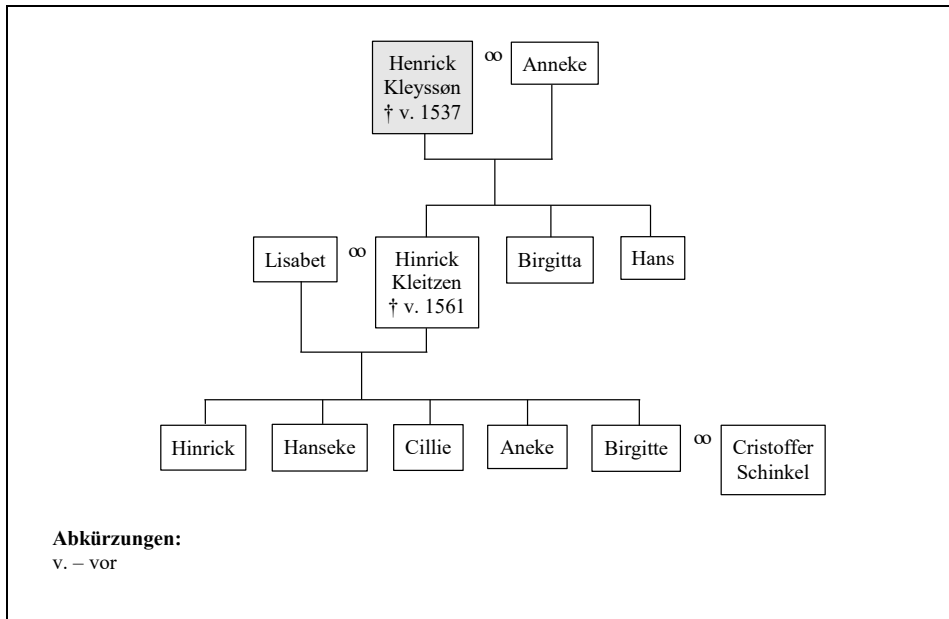 Henrick
Kleyssøn
† v. 1537
∞
Anneke
Lisabet
∞
Hinrick
Kleitzen
† v. 1561
Birgitta
Hans
Hinrick
Hanseke
Cillie
Aneke
Birgitte
∞
Cristoffer
Schinkel
Abkürzungen:
v. – vor